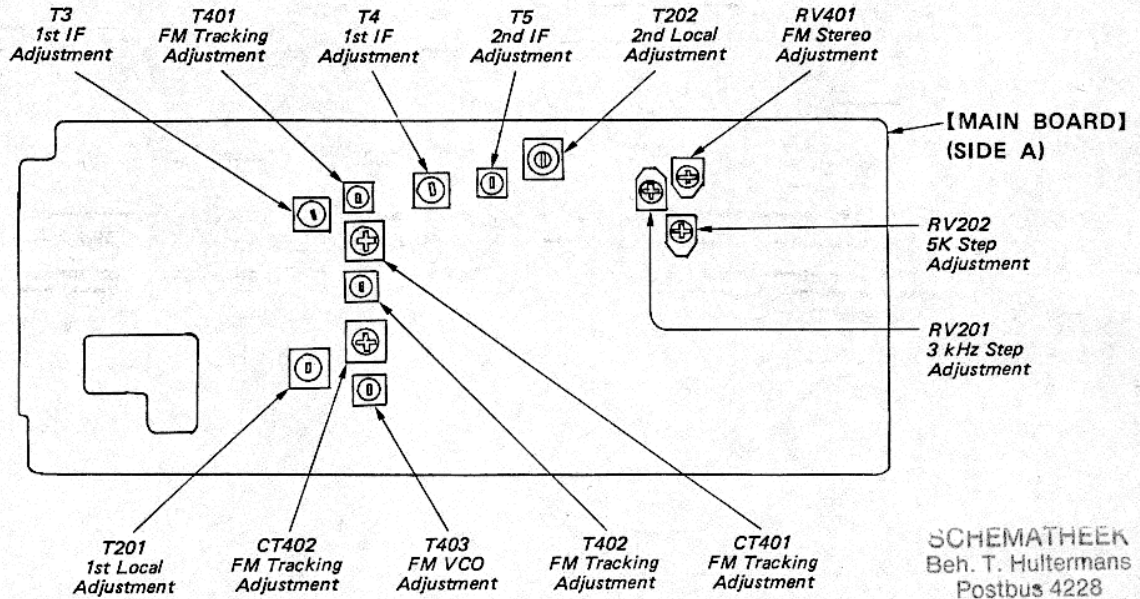 T3
1st IF
Adjustment
T401
FM Tracking
Adjustment
T4
1st IF
Adjustment
T5
2nd IF
Adjustment
T202
2nd Local
Adjustment
RV401
FM Stereo
Adjustment
[MAIN BOARD]
(SIDE A)
RV202
5K Step
Adjustment
RV201
3 kHz Step
Adjustment
T201
1st Local
Adjustment
CT402
FM Tracking
Adjustment
T403
FM VCO
Adjustment
T402
FM Tracking
Adjustment
CT401
FM Tracking
Adjustment
SCHEMATHEEK
Beh. T. Hultermans
Postbus 4228